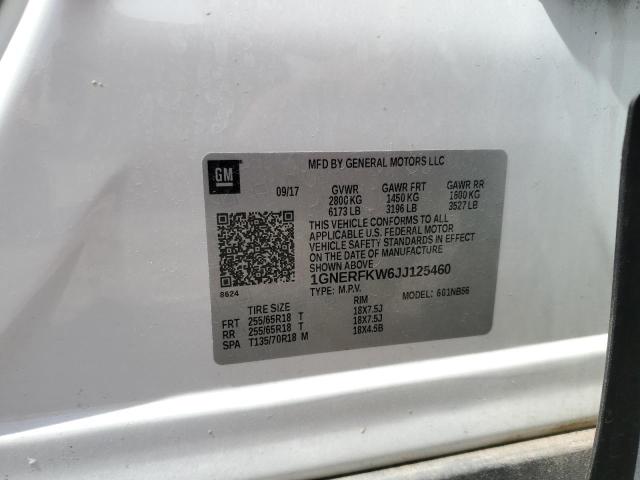 GM
MFD BY GENERAL MOTORS LLC
09/17 GVWR GAWR FRT GAWR RR
2800 KG 1450 KG 1600 KG
6173 LB 3196 LB 3527 LB
THIS VEHICLE CONFORMS TO ALL
APPLICABLE U.S. FEDERAL MOTOR
VEHICLE SAFETY STANDARDS IN EFFECT
ON THE DATE OF MANUFACTURE
SHOWN ABOVE
1GNERFKW6JJ125460
8624 TYPE: M.P.V. MODEL: 601NB56
TIRE SIZE RIM
FRT 255/65R18 T 18X7.5J
RR 255/65R18 T 18X7.5J
SPA T135/70R18 M 18X4.5B